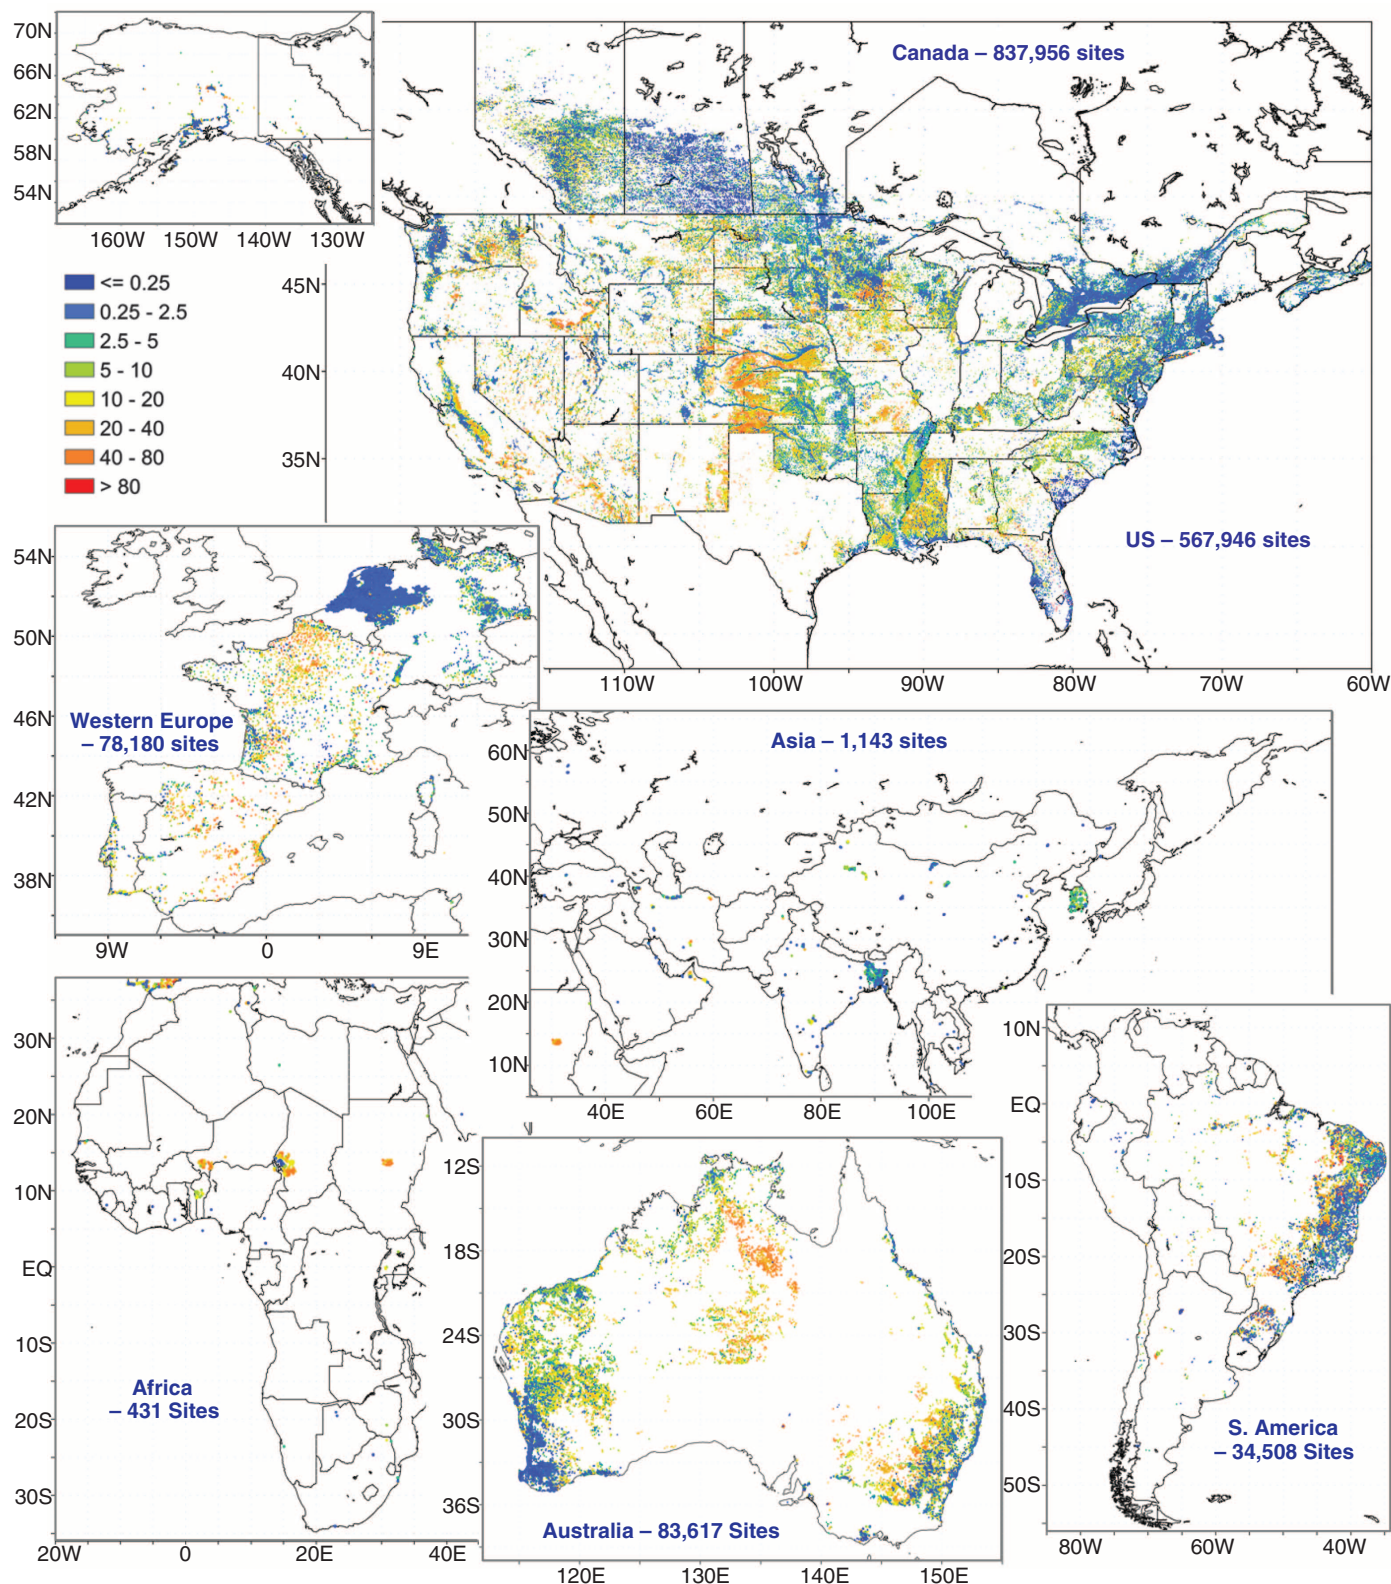 70N
66N
62N
58N
54N
160W 150W 140W 130W
Canada – 837,956 sites
<= 0.25
0.25 - 2.5
2.5 - 5
5 - 10
10 - 20
20 - 40
40 - 80
> 80
45N
40N
35N
US – 567,946 sites
110W 100W 90W 80W 70W 60W
54N
50N
46N
42N
38N
Western Europe
– 78,180 sites
9W 0 9E
Asia – 1,143 sites
60N
50N
40N
30N
20N
10N
40E 60E 80E 100E
30N
20N
10N
EQ
10S
20S
30S
Africa
– 431 Sites
20W 0 20E 40E
12S
18S
24S
30S
36S
Australia – 83,617 Sites
120E 130E 140E 150E
10N
EQ
10S
20S
30S
40S
50S
S. America
– 34,508 Sites
80W 60W 40W